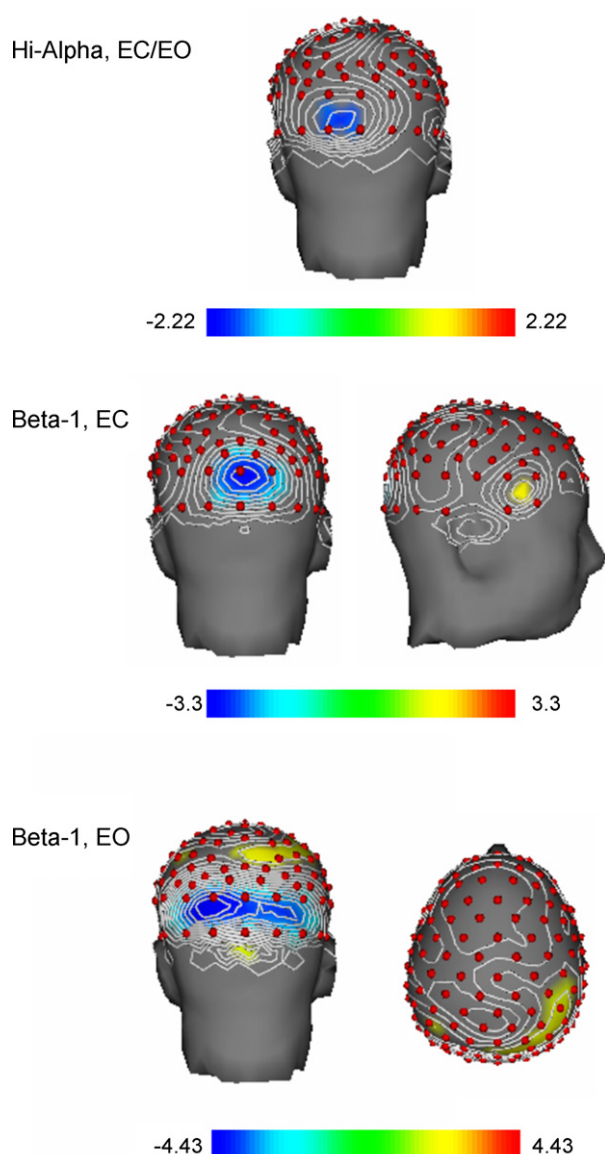 Hi-Alpha, EC/EO
-2.22 2.22
Beta-1, EC
-3.3 3.3
Beta-1, EO
-4.43 4.43